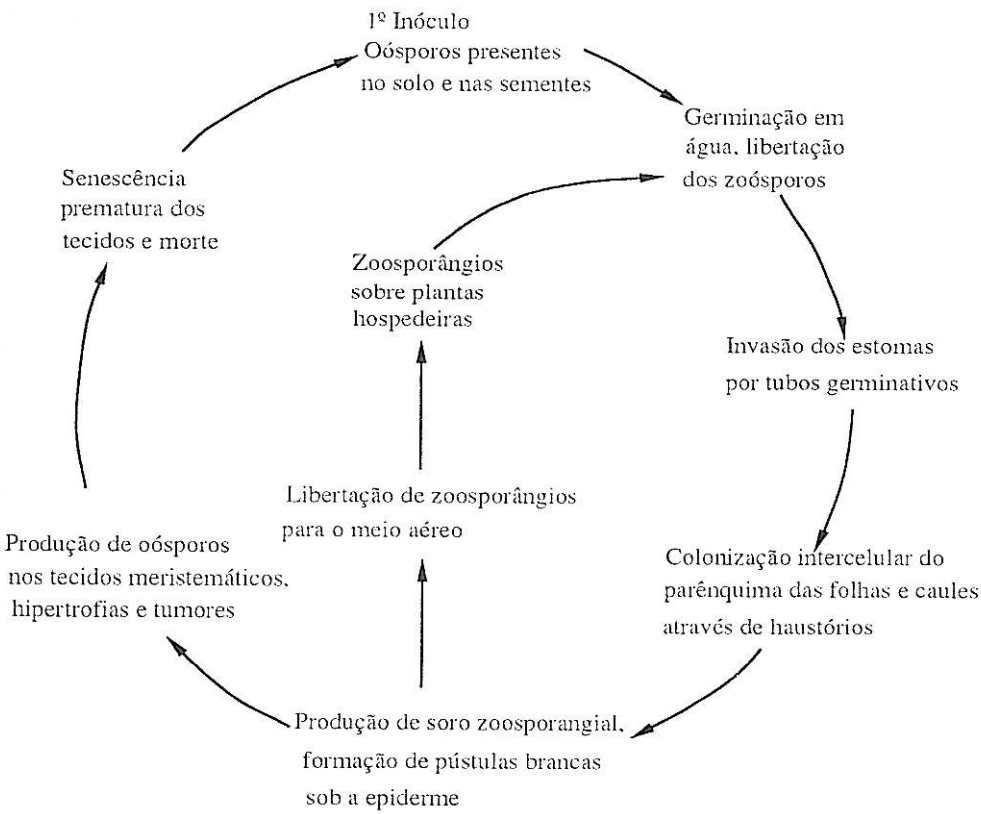 1º Inóculo
Oósporos presentes
no solo e nas sementes
Germinação em
água, libertação
dos zoósporos
Senescência
prematura dos
tecidos e morte
Zoosporângios
sobre plantas
hospedeiras
Invasão dos estomas
por tubos germinativos
Libertação de zoosporângios
para o meio aéreo
Produção de oósporos
nos tecidos meristemáticos,
hipertrofias e tumores
Colonização intercelular do
parênquima das folhas e caules
através de haustórios
Produção de soro zoosporangial,
formação de pústulas brancas
sob a epiderme